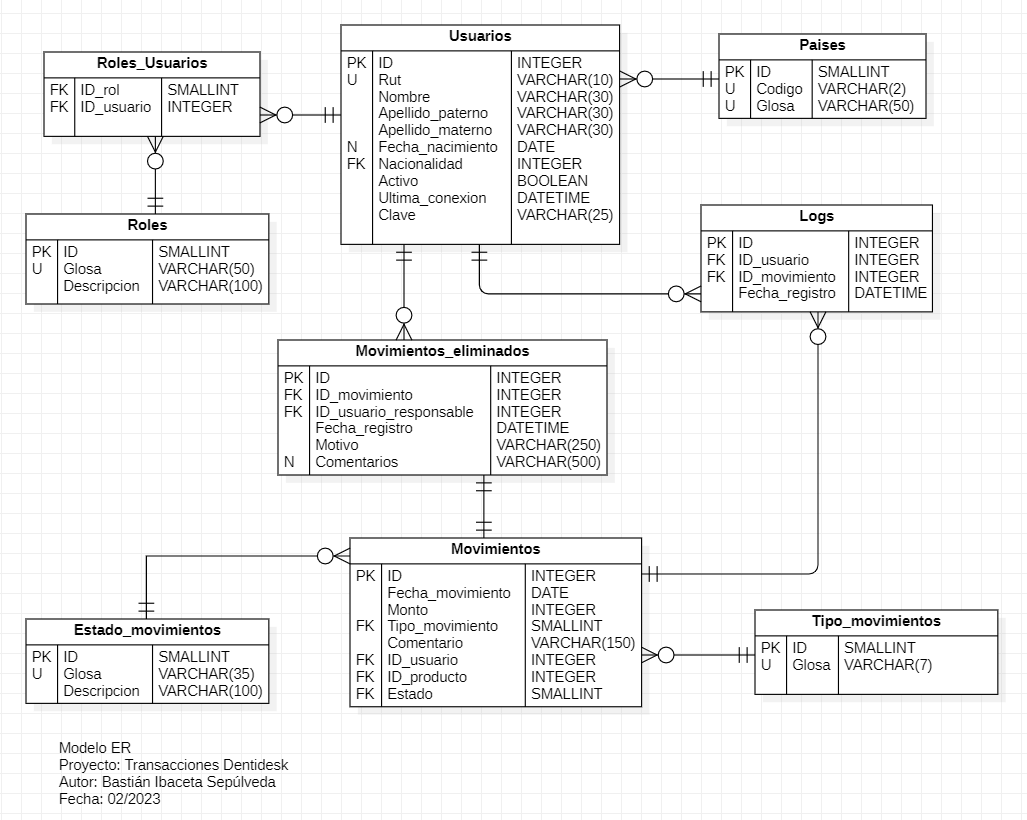 Roles_Usuarios
FK ID_rol SMALLINT
FK ID_usuario INTEGER
Usuarios
PK ID INTEGER
U Rut VARCHAR(10)
Nombre VARCHAR(30)
Apellido_paterno VARCHAR(30)
Apellido_materno VARCHAR(30)
N Fecha_nacimiento DATE
FK Nacionalidad INTEGER
Activo BOOLEAN
Ultima_conexion DATETIME
Clave VARCHAR(25)
Paises
PK ID SMALLINT
U Codigo VARCHAR(2)
U Glosa VARCHAR(50)
Roles
PK ID SMALLINT
U Glosa VARCHAR(50)
Descripcion VARCHAR(100)
Logs
PK ID INTEGER
FK ID_usuario INTEGER
FK ID_movimiento INTEGER
Fecha_registro DATETIME
Movimientos_eliminados
PK ID INTEGER
FK ID_movimiento INTEGER
FK ID_usuario_responsable INTEGER
Fecha_registro DATETIME
Motivo VARCHAR(250)
N Comentarios VARCHAR(500)
Movimientos
PK ID INTEGER
Fecha_movimiento DATE
Monto INTEGER
FK Tipo_movimiento SMALLINT
Comentario VARCHAR(150)
FK ID_usuario INTEGER
FK ID_producto INTEGER
FK Estado SMALLINT
Estado_movimientos
PK ID SMALLINT
U Glosa VARCHAR(35)
Descripcion VARCHAR(100)
Tipo_movimientos
PK ID SMALLINT
U Glosa VARCHAR(7)
Modelo ER
Proyecto: Transacciones Dentidesk
Autor: Bastián Ibaceta Sepúlveda
Fecha: 02/2023